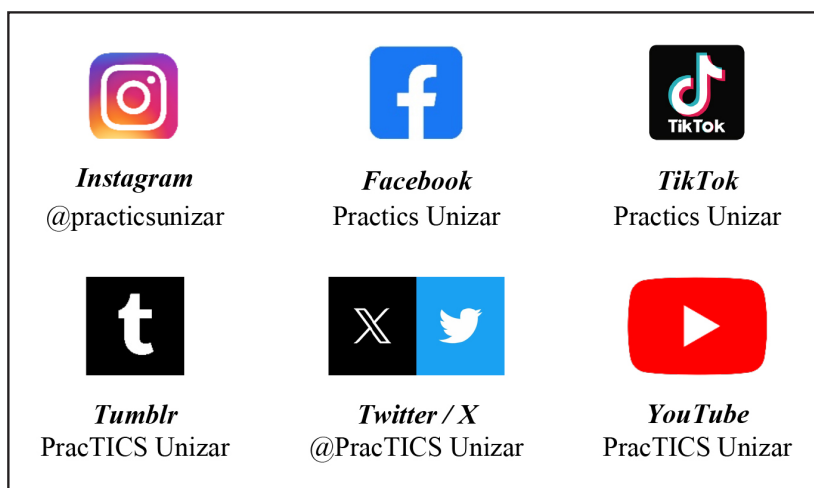 TikTok
Instagram
@practicsunizar
Facebook
Practics Unizar
TikTok
Practics Unizar
Tumblr
PracTICS Unizar
Twitter / X
@PracTICS Unizar
YouTube
PracTICS Unizar